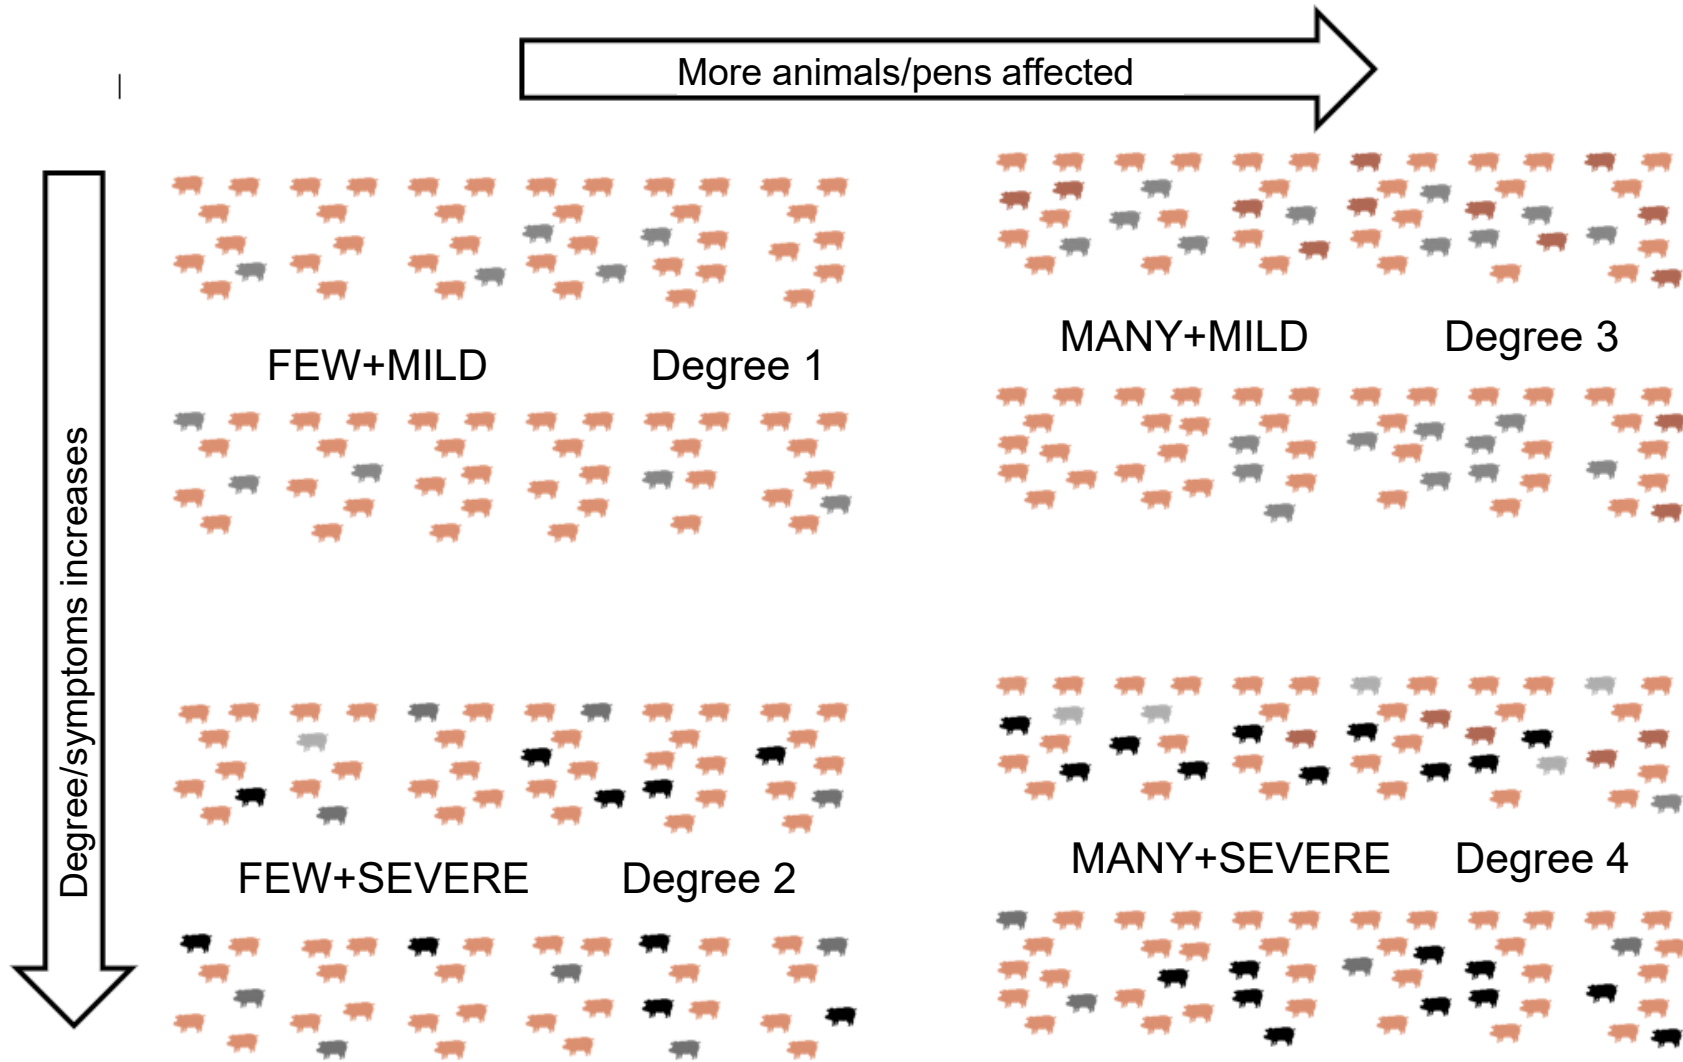 More animals/pens affected
Degree/symptoms increases
FEW+MILD Degree 1
MANY+MILD Degree 3
FEW+SEVERE Degree 2
MANY+SEVERE Degree 4